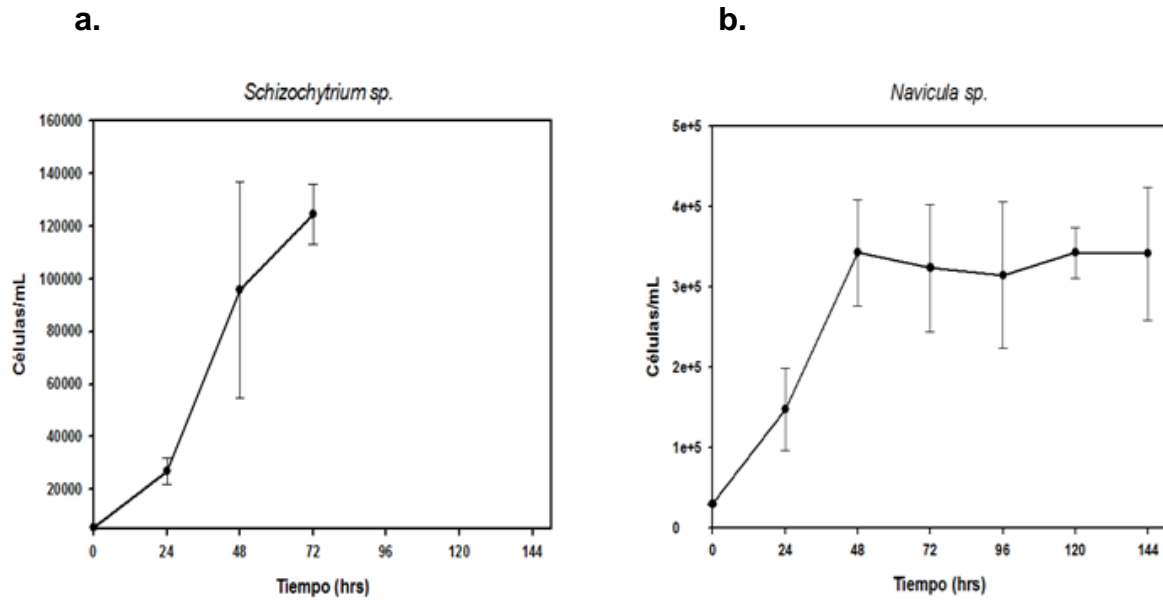 a.
Schizochytrium sp.
160000
140000
120000
100000
80000
60000
40000
20000
Células/mL
0 24 48 72 96 120 144
Tiempo (hrs)
b.
Navicula sp.
5e+5
4e+5
3e+5
2e+5
1e+5
0
Células/mL
0 24 48 72 96 120 144
Tiempo (hrs)